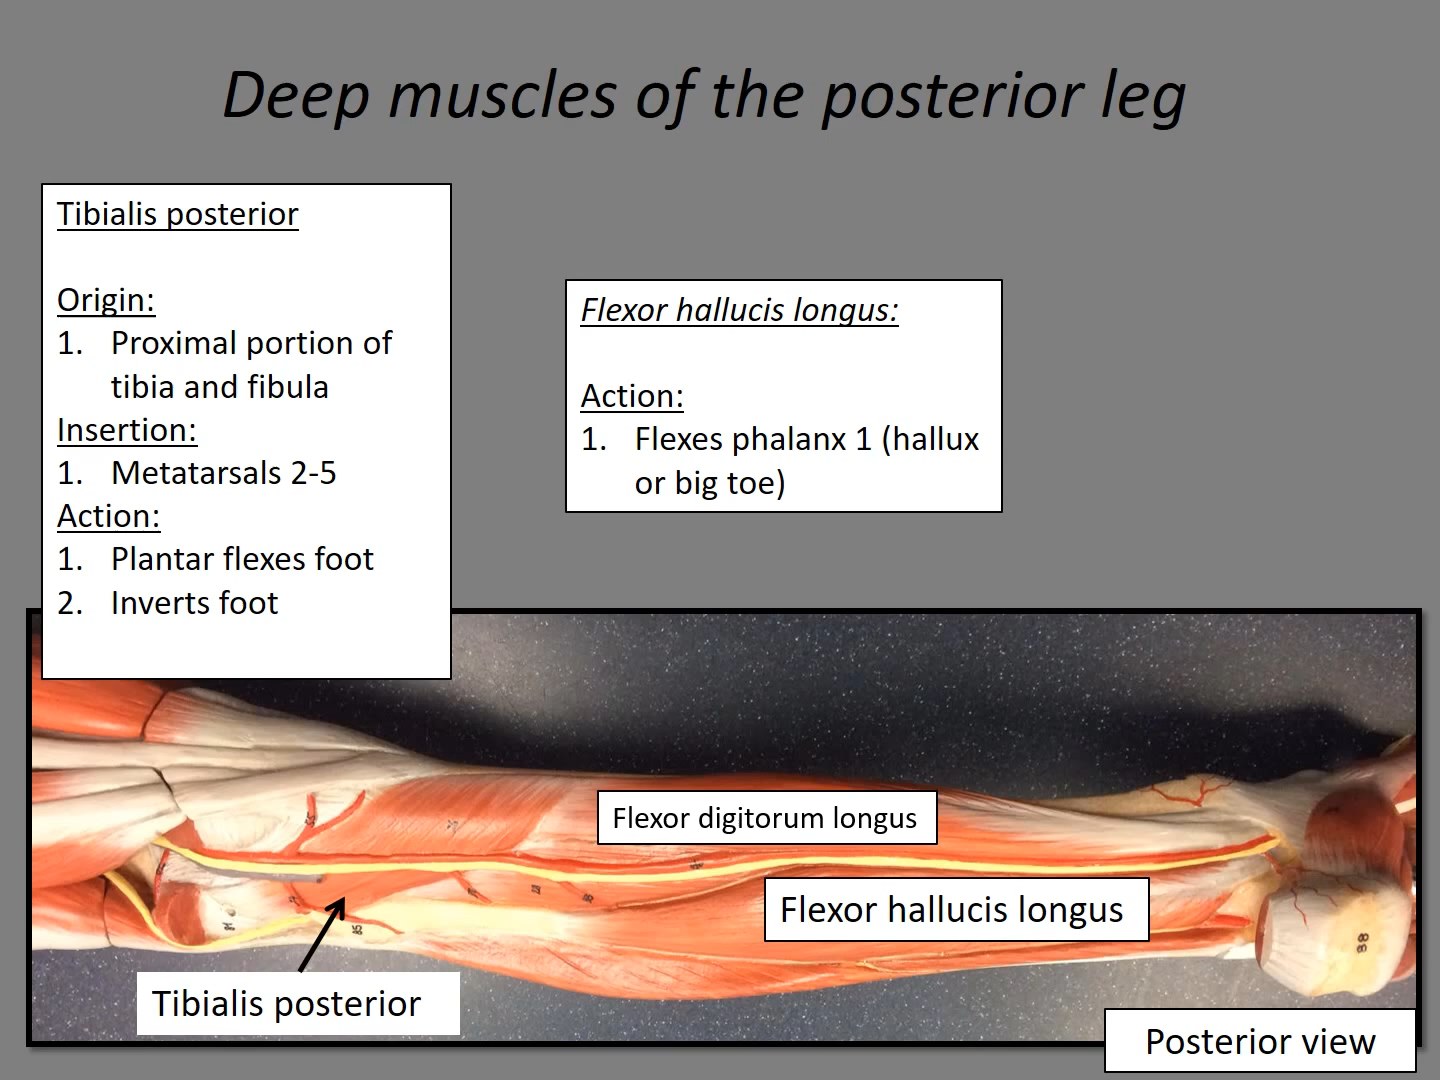 Deep muscles of the posterior leg
Tibialis posterior
Origin:
1. Proximal portion of
tibia and fibula
Insertion:
1. Metatarsals 2-5
Action:
1. Plantar flexes foot
2. Inverts foot
Flexor hallucis longus:
Action:
1. Flexes phalanx 1 (hallux
or big toe)
Flexor digitorum longus
Flexor hallucis longus
88
85
Tibialis posterior
Posterior view